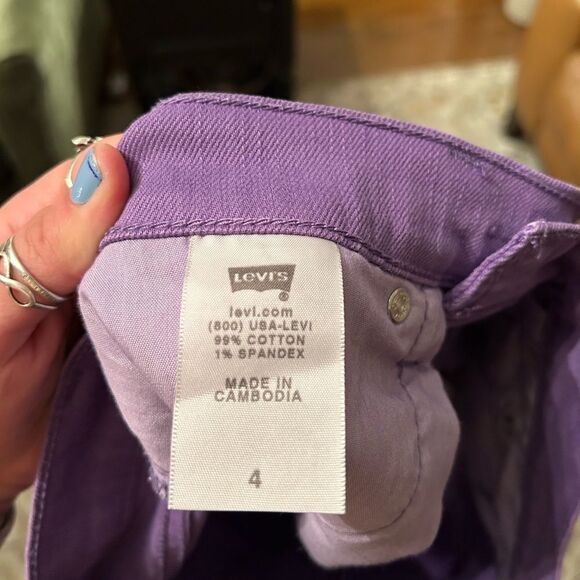 LEVI'S
®
levi.com
(800) USA-LEVI
99% COTTON
1% SPANDEX
MADE IN
CAMBODIA
4